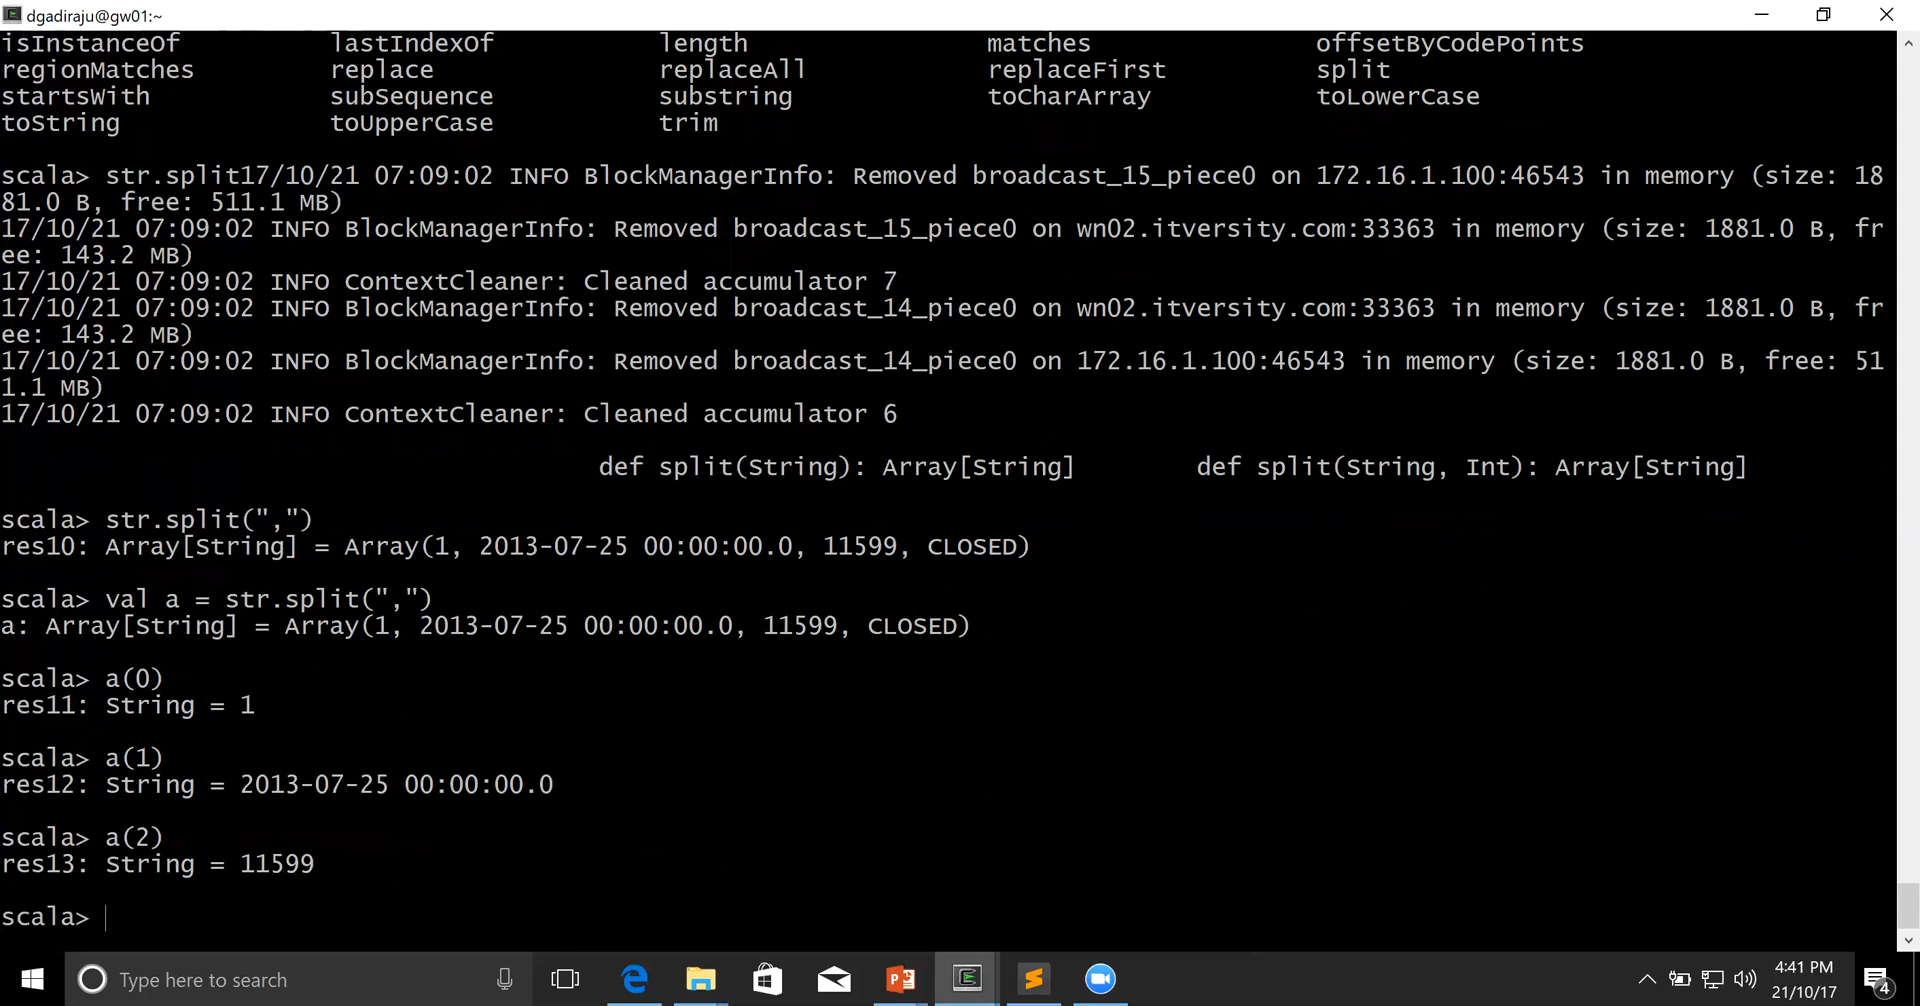 dgadiraju@gw01:~
isInstanceOf lastIndexOf length matches offsetByCodePoints
regionMatches replace replaceAll replaceFirst split
startsWith subSequence substring toCharArray toLowerCase
toString toUpperCase trim
scala> str.split17/10/21 07:09:02 INFO BlockManagerInfo: Removed broadcast_15_piece0 on 172.16.1.100:46543 in memory (size: 18
81.0 B, free: 511.1 MB)
17/10/21 07:09:02 INFO BlockManagerInfo: Removed broadcast_15_piece0 on wn02.itversity.com:33363 in memory (size: 1881.0 B, fr
ee: 143.2 MB)
17/10/21 07:09:02 INFO ContextCleaner: Cleaned accumulator 7
17/10/21 07:09:02 INFO BlockManagerInfo: Removed broadcast_14_piece0 on wn02.itversity.com:33363 in memory (size: 1881.0 B, fr
ee: 143.2 MB)
17/10/21 07:09:02 INFO BlockManagerInfo: Removed broadcast_14_piece0 on 172.16.1.100:46543 in memory (size: 1881.0 B, free: 51
1.1 MB)
17/10/21 07:09:02 INFO ContextCleaner: Cleaned accumulator 6
def split(String): Array[String] def split(String, Int): Array[String]
scala> str.split(",")
res10: Array[String] = Array(1, 2013-07-25 00:00:00.0, 11599, CLOSED)
scala> val a = str.split(",")
a: Array[String] = Array(1, 2013-07-25 00:00:00.0, 11599, CLOSED)
scala> a(0)
res11: String = 1
scala> a(1)
res12: String = 2013-07-25 00:00:00.0
scala> a(2)
res13: String = 11599
scala>
Type here to search
4:41 PM
21/10/17
4